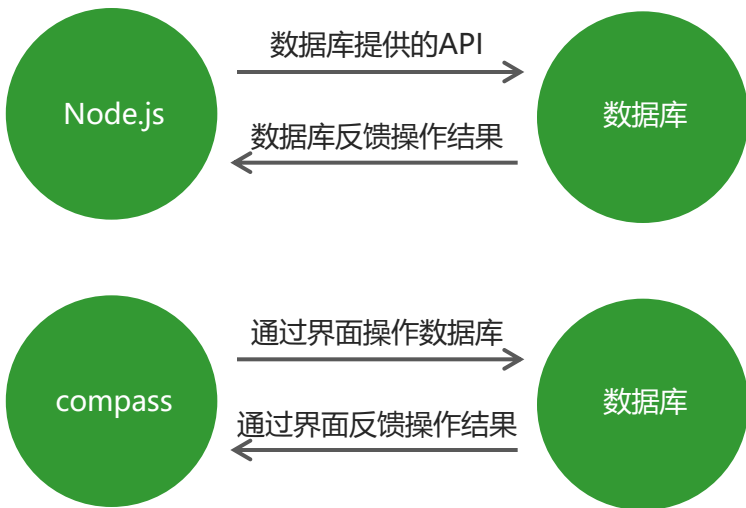 数据库提供的API
Node.js
数据库
数据库反馈操作结果
通过界面操作数据库
compass
数据库
通过界面反馈操作结果